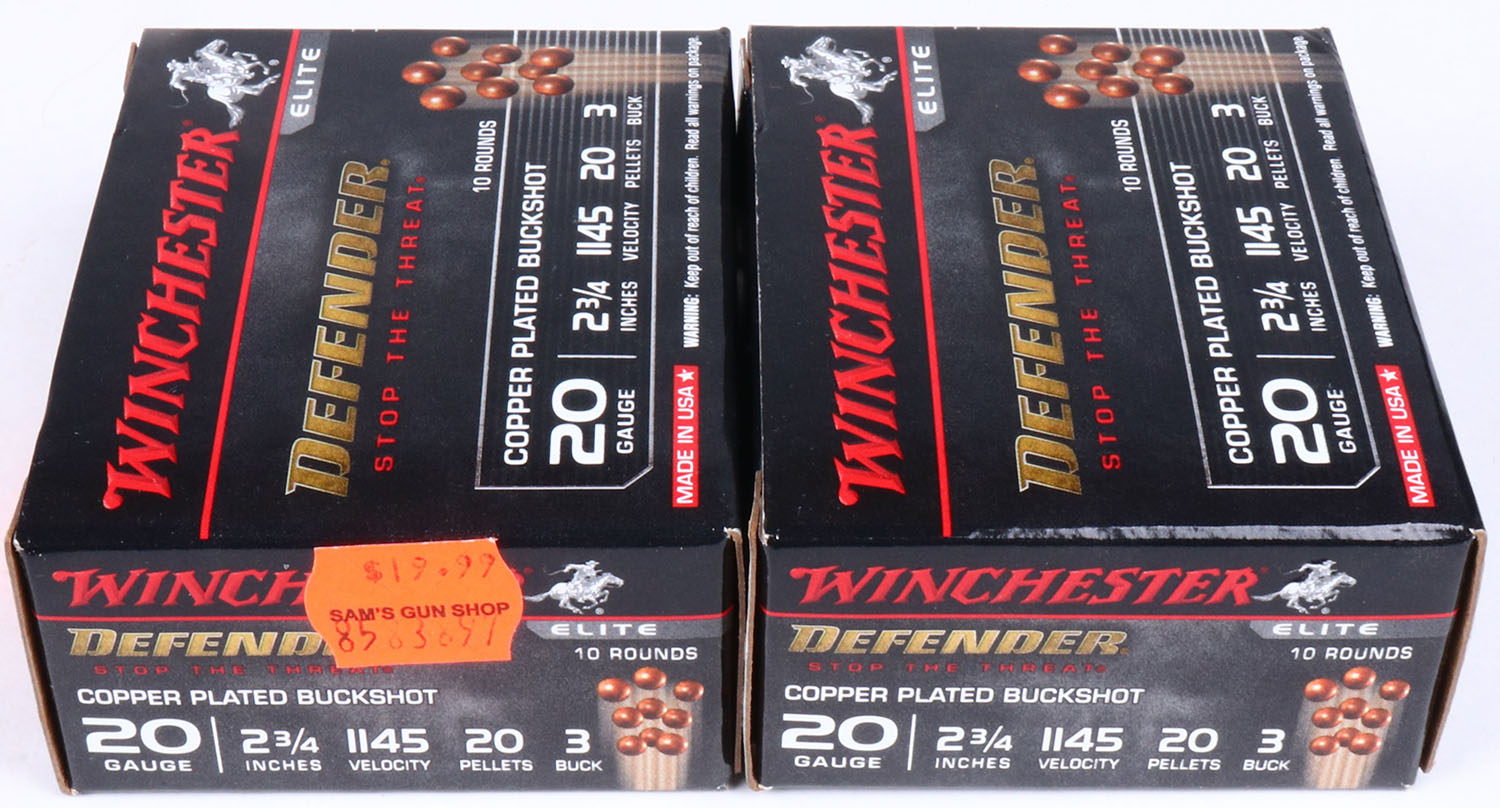 WINCHESTER®
ELITE
DEFENDER®
STOP THE THREAT®
10 ROUNDS
COPPER PLATED BUCKSHOT
20 GAUGE
2 3/4 INCHES
1145 VELOCITY
20 PELLETS
3 BUCK
MADE IN USA
WARNING: Keep out of reach of children. Read all warnings on package.
WINCHESTER®
ELITE
DEFENDER®
STOP THE THREAT®
10 ROUNDS
COPPER PLATED BUCKSHOT
20 GAUGE
2 3/4 INCHES
1145 VELOCITY
20 PELLETS
3 BUCK
MADE IN USA
WARNING: Keep out of reach of children. Read all warnings on package.
$19.99
SAM'S GUN SHOP
ELITE
DEFENDER
STOP THE
10 ROUNDS
COPPER PLATED BUCKSHOT
20 2 3/4 1145 20 3
GAUGE INCHES VELOCITY PELLETS BUCK
WINCHESTER®
ELITE
DEFENDER®
STOP THE THREAT®
10 ROUNDS
COPPER PLATED BUCKSHOT
20 2 3/4 1145 20 3
GAUGE INCHES VELOCITY PELLETS BUCK